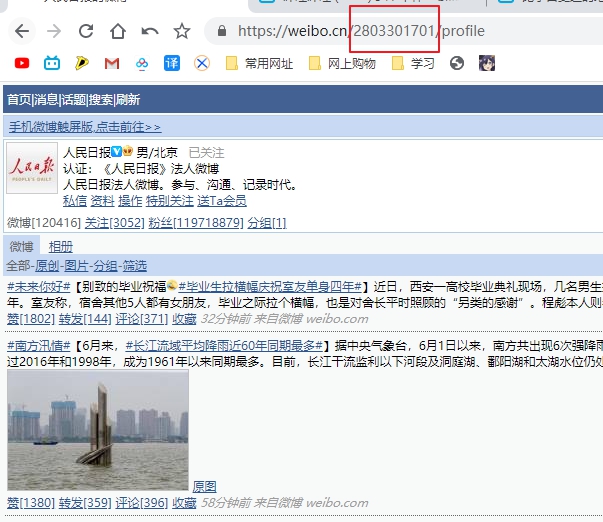 https://weibo.cn/2803301701/profile
常用网址 网上购物 学习
首页|消息|话题|搜索|刷新
手机微博触屏版,点击前往>>
人民日报 男/北京 已关注
认证：《人民日报》法人微博
人民日报法人微博。参与、沟通、记录时代。
私信 资料 操作 特别关注 送Ta会员
人民日报
PEOPLE'S DAILY
微博[120416] 关注[3052] 粉丝[119718879] 分组[1]
微博 相册
全部-原创-图片-分组-筛选
#未来你好#【别致的毕业祝福#毕业生拉横幅庆祝室友单身四年#】近日，西安一高校毕业典礼现场，几名男生
年。室友称，宿舍其他5人都有女朋友，毕业之际拉个横幅，也是对舍长平时照顾的“另类的感谢”。程彪本人则
赞[1802] 转发[144] 评论[371] 收藏 32分钟前 来自微博 weibo.com
#南方汛情#【6月来，#长江流域平均降雨近60年同期最多#】据中央气象台，6月1日以来，南方共出现6次强降雨
过2016年和1998年，成为1961年以来同期最多。目前，长江干流监利以下河段及洞庭湖、鄱阳湖和太湖水位仍处
原图
赞[1380] 转发[359] 评论[396] 收藏 58分钟前 来自微博 weibo.com